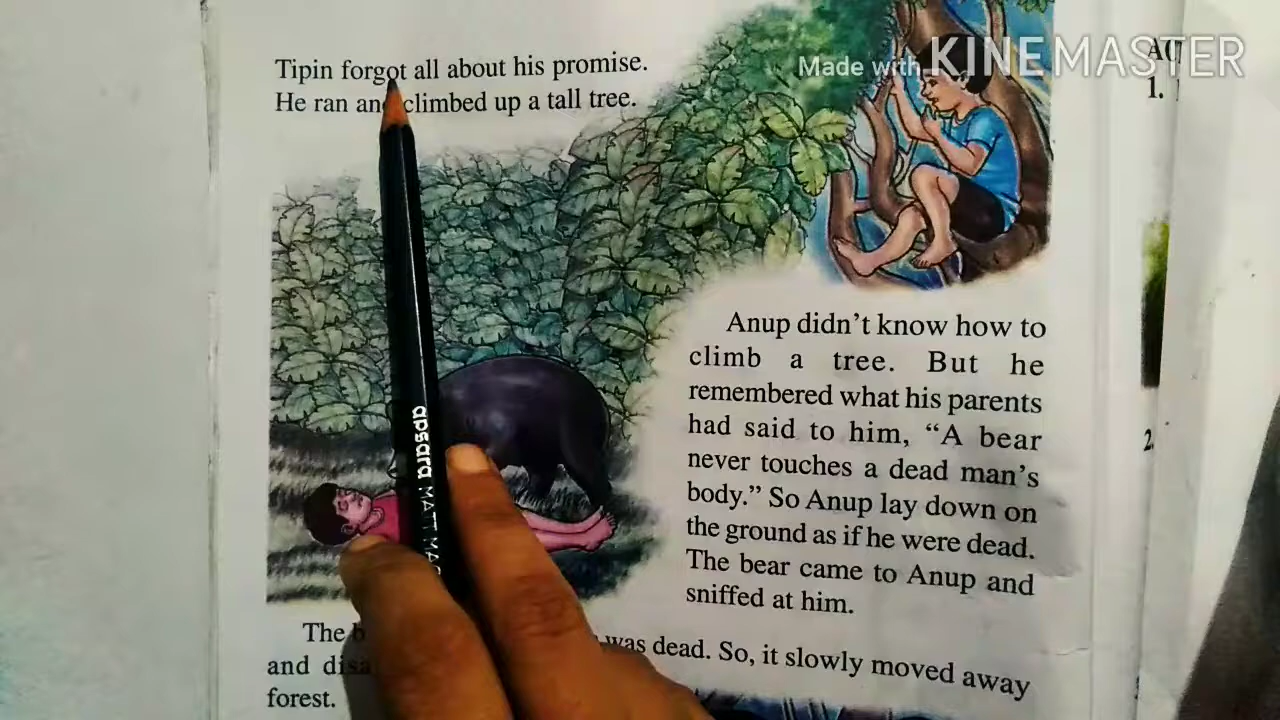 Made with KINEMASTER
Tipin forgot all about his promise.
He ran and climbed up a tall tree.
Anup didn't know how to
climb a tree. But he
remembered what his parents
had said to him, “A bear
never touches a dead man's
body.” So Anup lay down on
the ground as if he were dead.
The bear came to Anup and
sniffed at him.
The
was dead. So, it slowly moved away
and
forest.
apsara
1.
2.